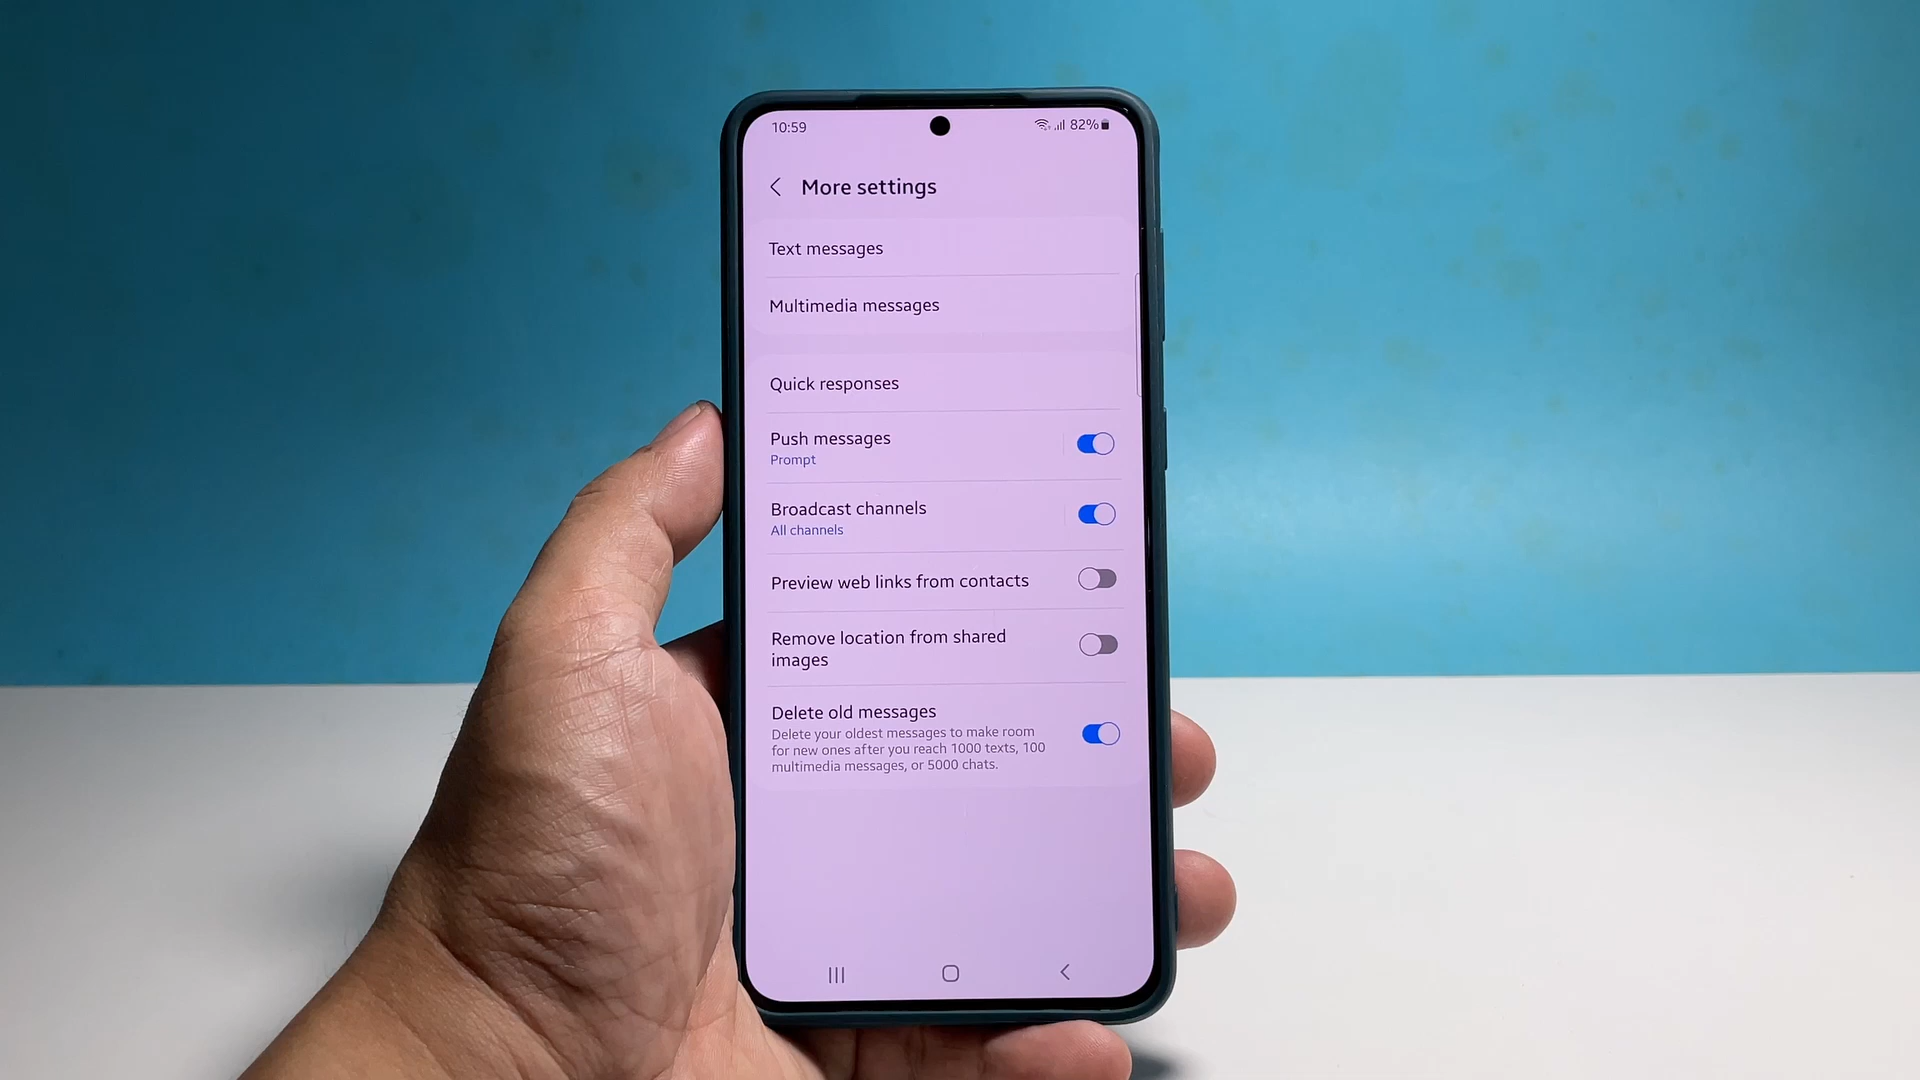 10:59
82%
More settings
Text messages
Multimedia messages
Quick responses
Push messages
Prompt
Broadcast channels
All channels
Preview web links from contacts
Remove location from shared
images
Delete old messages
Delete your oldest messages to make room
for new ones after you reach 1000 texts, 100
multimedia messages, or 5000 chats.